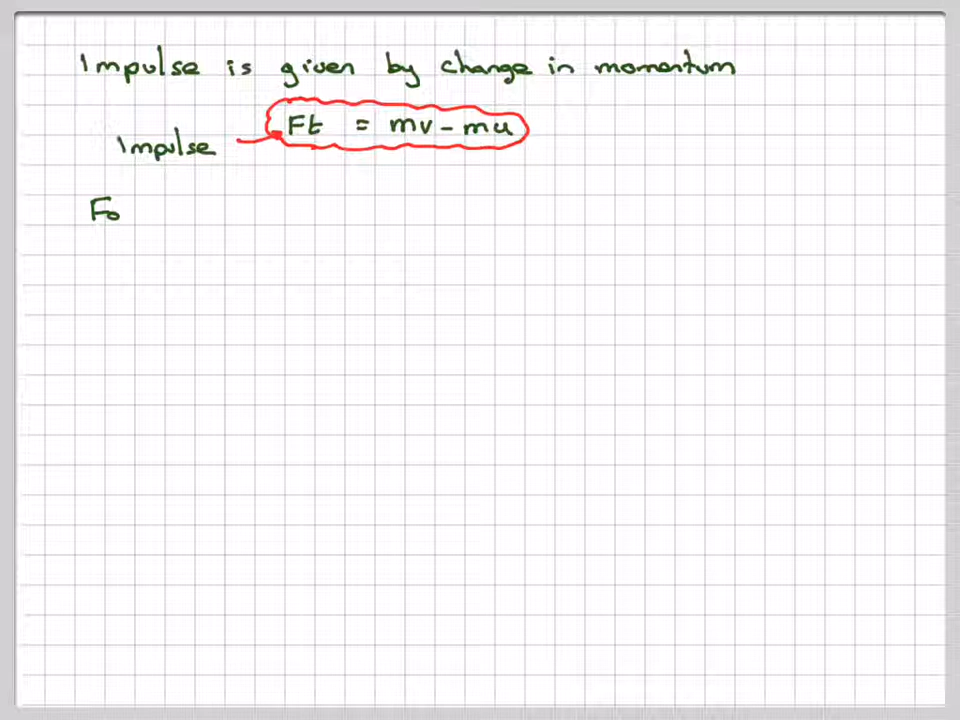 Impulse is given by change in momentum
Ft = mv - mu
Impulse
Fo